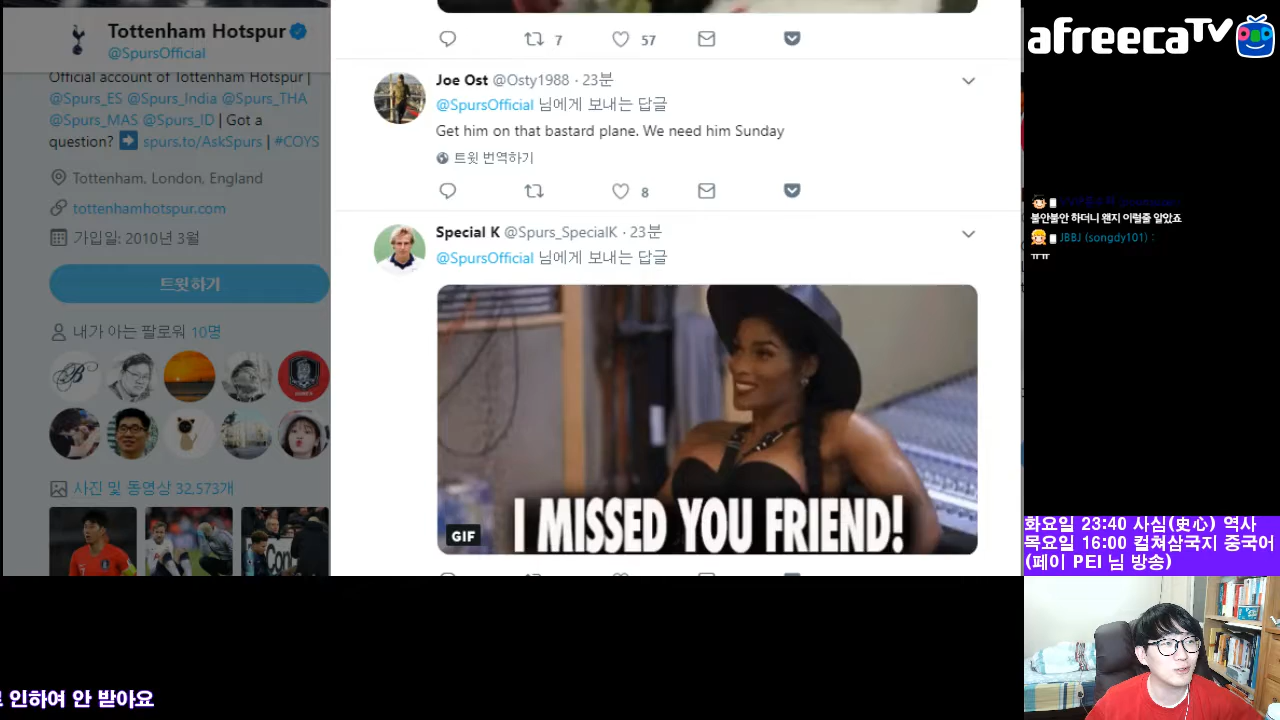 Tottenham Hotspur
@SpursOfficial
Official account of Tottenham Hotspur |
@Spurs_ES @Spurs_India @Spurs_THA
@Spurs_MAS @Spurs_ID | Got a
question? ➡ spurs.to/AskSpurs | #COYS
Tottenham, London, England
tottenhamhotspur.com
가입일: 2010년 3월
트윗하기
내가 아는 팔로워 10명
사진 및 동영상 32,573개
7 57
Joe Ost @Osty1988 · 23분
@SpursOfficial 님에게 보내는 답글
Get him on that bastard plane. We need him Sunday
트윗 번역하기
8
Special K @Spurs_SpecialK · 23분
@SpursOfficial 님에게 보내는 답글
I MISSED YOU FRIEND!
GIF
afreecaTV
불안불안 하더니 왠지 이럴줄 알았죠
JBBJ (songdy101) :
ㅠㅠ
화요일 23:40 사심(史心) 역사
목요일 16:00 컬쳐삼국지 중국어
(페이 PEI 님 방송)
인하여 안 받아요